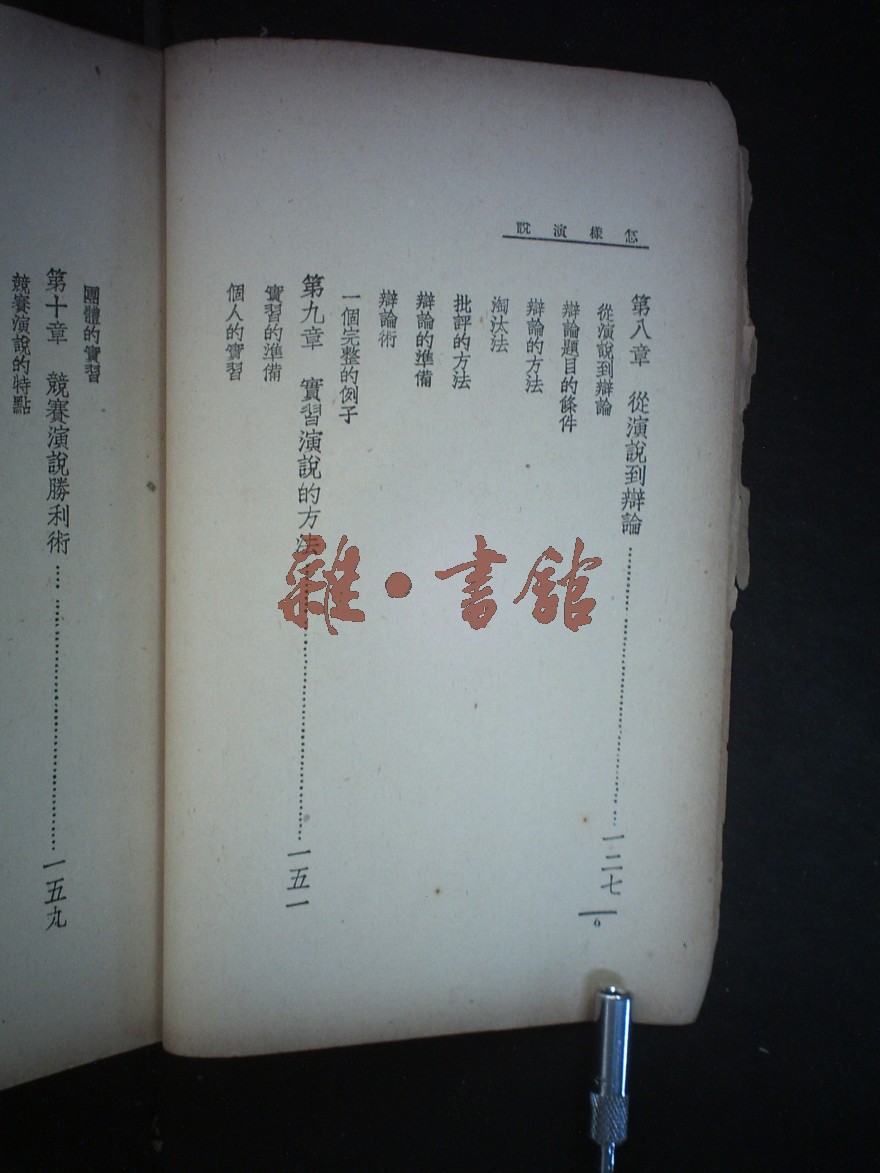 怎樣演說
第八章　從演說到辯論……一二七
從演說到辯論
辯論題目的條件
辯論的方法
淘汰法
批評的方法
辯論的準備
辯論術
一個完整的例子
第九章　實習演說的方法……一五一
實習的準備
個人的實習
6
團體的實習
第十章　競賽演說勝利術……一五九
競賽演說的特點
雜·書館